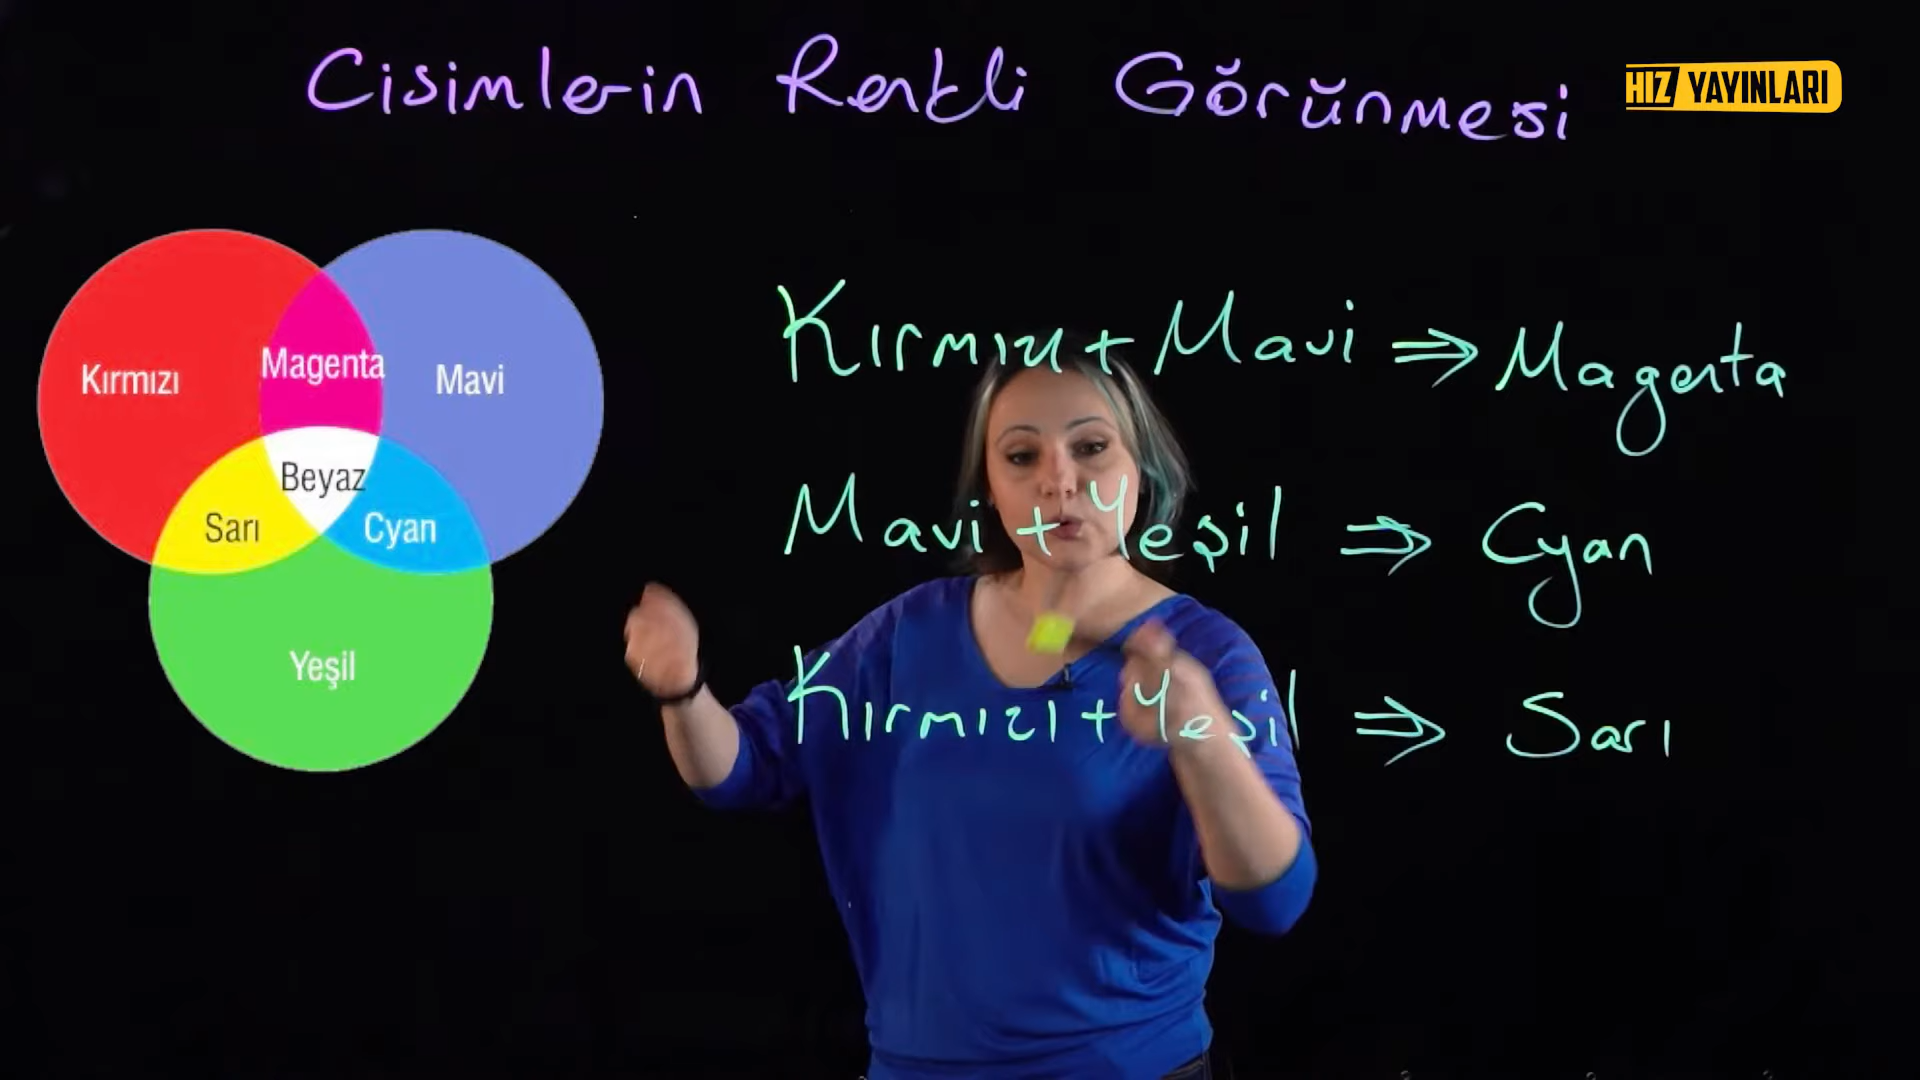 Cisimlerin Renkli Görünmesi
HIZ YAYINLARI
Kırmızı
Magenta
Mavi
Beyaz
Sarı
Cyan
Yeşil
Kırmızı + Mavi ⇒ Magenta
Mavi + Yeşil ⇒ Cyan
Kırmızı + Yeşil ⇒ Sarı